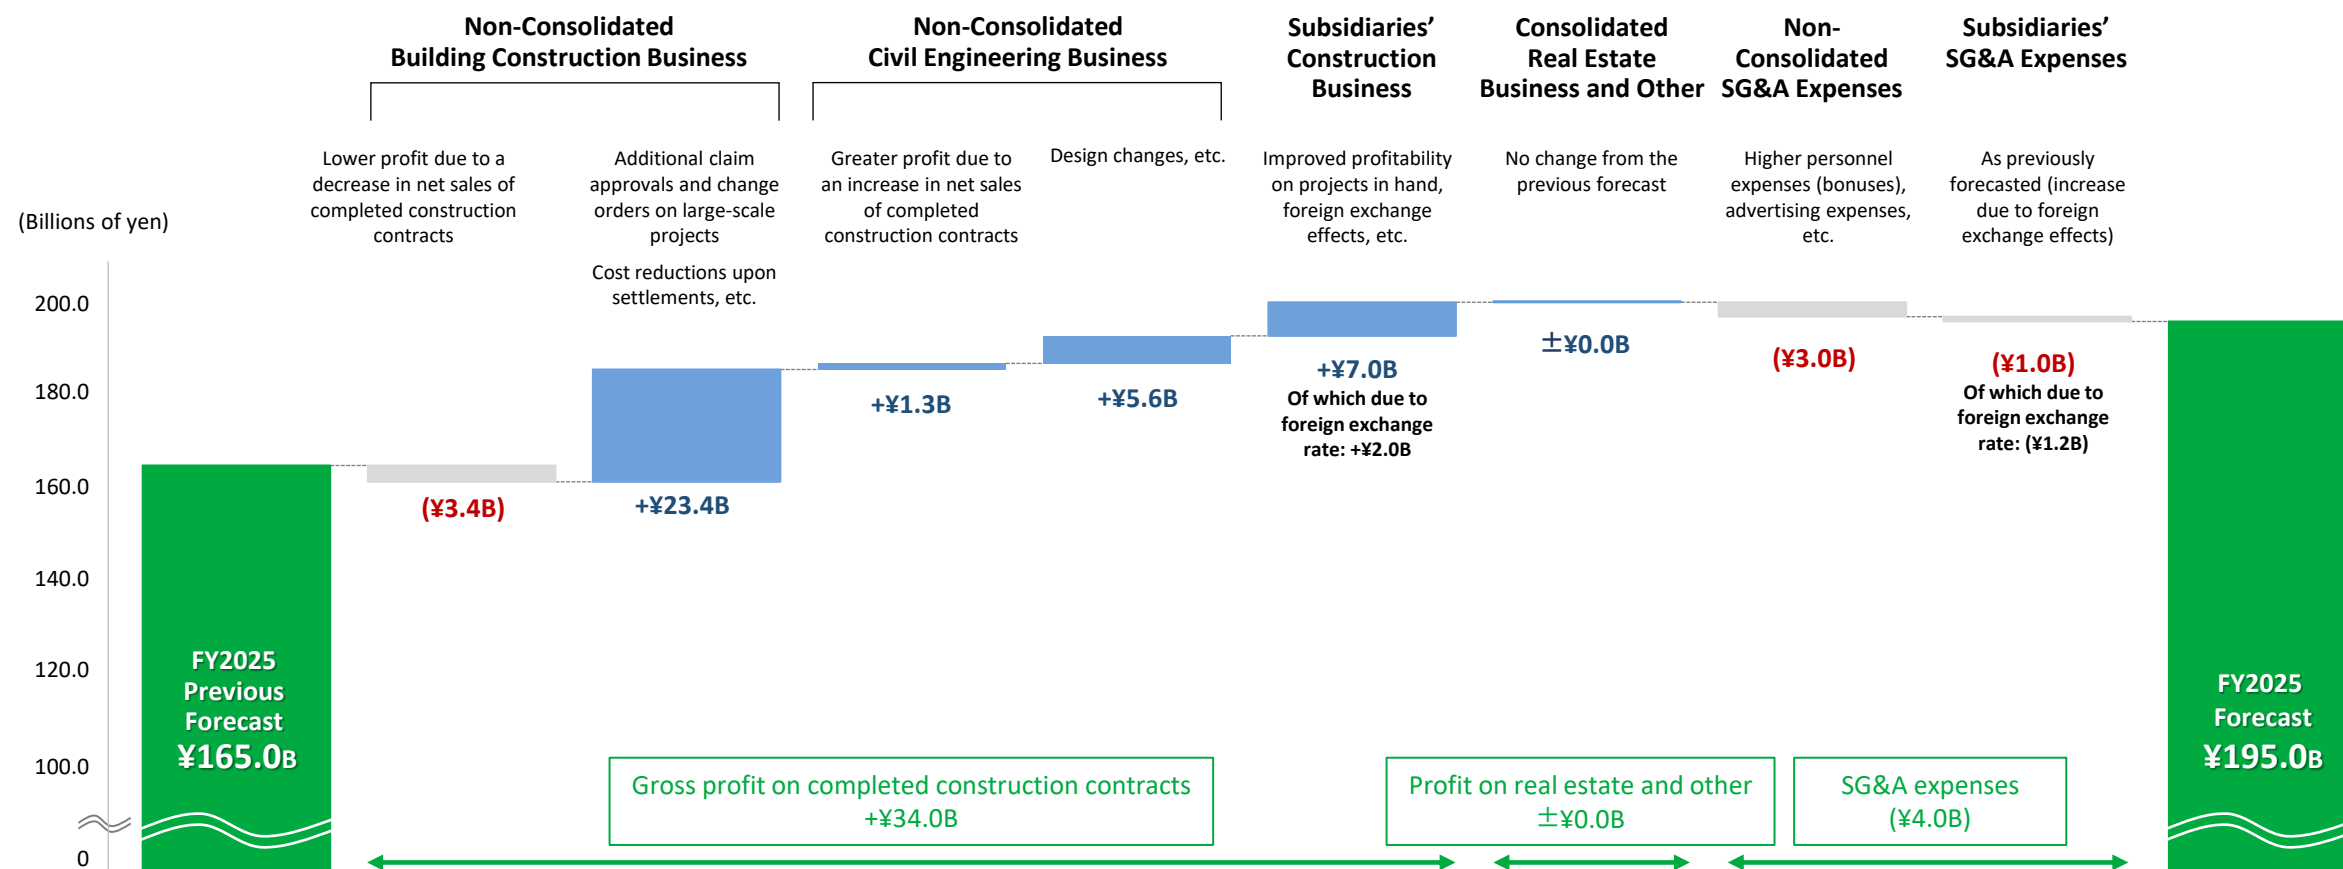 Non-Consolidated
Building Construction Business
Non-Consolidated
Civil Engineering Business
Subsidiaries’
Construction
Business
Consolidated
Real Estate
Business and Other
Non-
Consolidated
SG&A Expenses
Subsidiaries’
SG&A Expenses
Lower profit due to a
decrease in net sales of
completed construction
contracts
Additional claim
approvals and change
orders on large-scale
projects
Cost reductions upon
settlements, etc.
Greater profit due to
an increase in net sales
of completed
construction contracts
Design changes, etc.
Improved profitability
on projects in hand,
foreign exchange
effects, etc.
No change from the
previous forecast
Higher personnel
expenses (bonuses),
advertising expenses,
etc.
As previously
forecasted (increase
due to foreign
exchange effects)
(Billions of yen)
200.0
180.0
160.0
140.0
120.0
100.0
0
(¥3.4B)
+¥23.4B
+¥1.3B
+¥5.6B
+¥7.0B
Of which due to
foreign exchange
rate: +¥2.0B
±¥0.0B
(¥3.0B)
(¥1.0B)
Of which due to
foreign exchange
rate: (¥1.2B)
FY2025
Previous
Forecast
¥165.0B
FY2025
Forecast
¥195.0B
Gross profit on completed construction contracts
+¥34.0B
Profit on real estate and other
±¥0.0B
SG&A expenses
(¥4.0B)